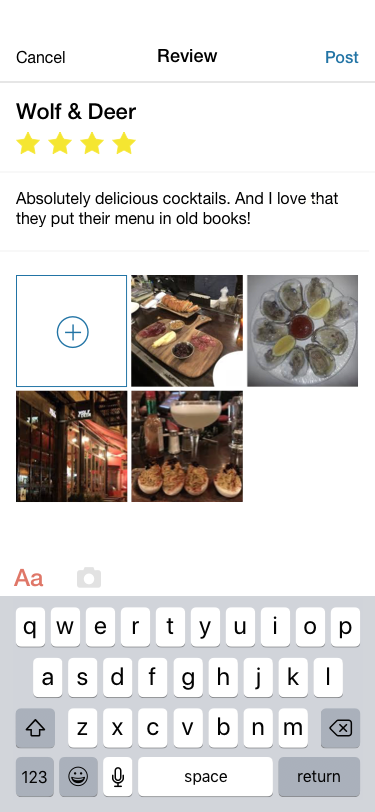 Cancel Review Post
Wolf & Deer
Absolutely delicious cocktails. And I love that
they put their menu in old books!
Aa
q w e r t y u i o p
a s d f g h j k l
z x c v b n m
123 space return